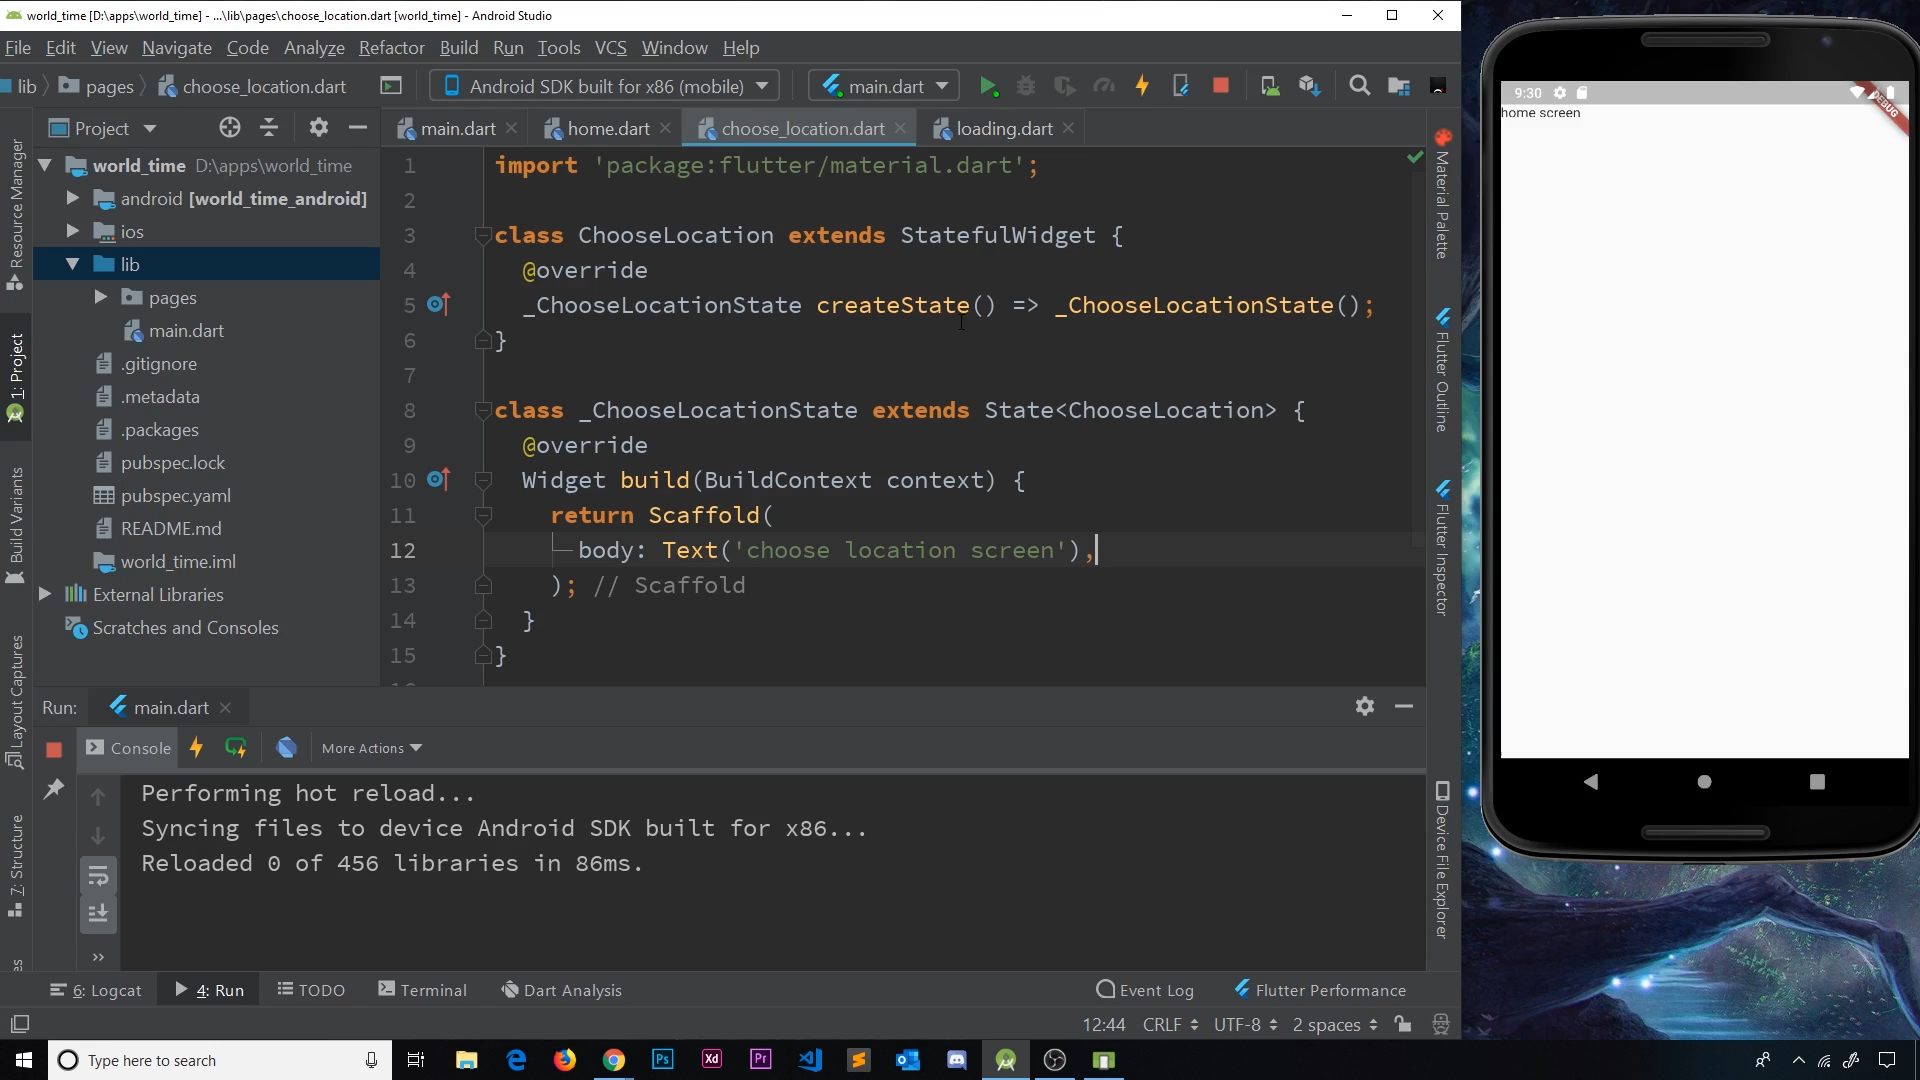 world_time [D:\apps\world_time] - ...\lib\pages\choose_location.dart [world_time] - Android Studio
File Edit View Navigate Code Analyze Refactor Build Run Tools VCS Window Help
lib pages choose_location.dart Android SDK built for x86 (mobile) main.dart
Project main.dart home.dart choose_location.dart loading.dart
world_time D:\apps\world_time
android [world_time_android]
ios
lib
pages
main.dart
.gitignore
.metadata
.packages
pubspec.lock
pubspec.yaml
README.md
world_time.iml
External Libraries
Scratches and Consoles
Resource Manager
1: Project
Build Variants
Layout Captures
7: Structure
1 import 'package:flutter/material.dart';
2
3 class ChooseLocation extends StatefulWidget {
4 @override
5 _ChooseLocationState createState() => _ChooseLocationState();
6 }
7
8 class _ChooseLocationState extends State<ChooseLocation> {
9 @override
10 Widget build(BuildContext context) {
11 return Scaffold(
12 body: Text('choose location screen'),
13 ); // Scaffold
14 }
15 }
Material Palette
Flutter Outline
Flutter Inspector
Device File Explorer
9:30
DEBUG
home screen
Run: main.dart
Console More Actions
Performing hot reload...
Syncing files to device Android SDK built for x86...
Reloaded 0 of 456 libraries in 86ms.
6: Logcat 4: Run TODO Terminal Dart Analysis Event Log Flutter Performance
12:44 CRLF UTF-8 2 spaces
Type here to search
Ps Xd Pr